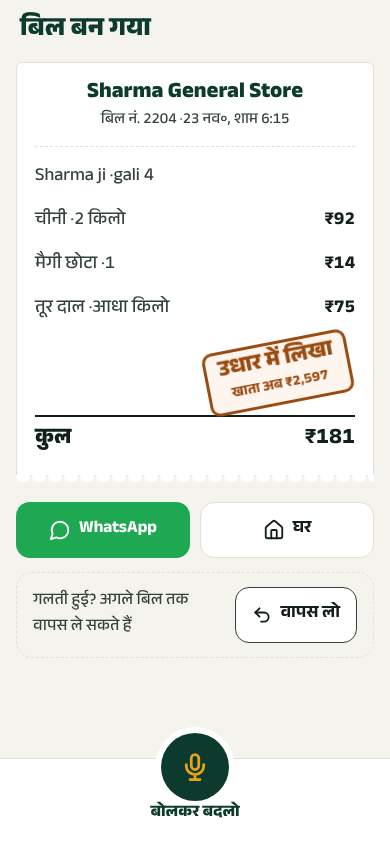 बिल बन गया
Sharma General Store
बिल नं. 2204 ·23 नव०, शाम 6:15
Sharma ji ·gali 4
चीनी ·2 किलो ₹92
मैगी छोटा ·1 ₹14
तूर दाल ·आधा किलो ₹75
उधार में लिखा
खाता अब ₹2,597
कुल ₹181
WhatsApp
घर
गलती हुई? अगले बिल तक
वापस ले सकते हैं
वापस लो
बोलकर बदलो